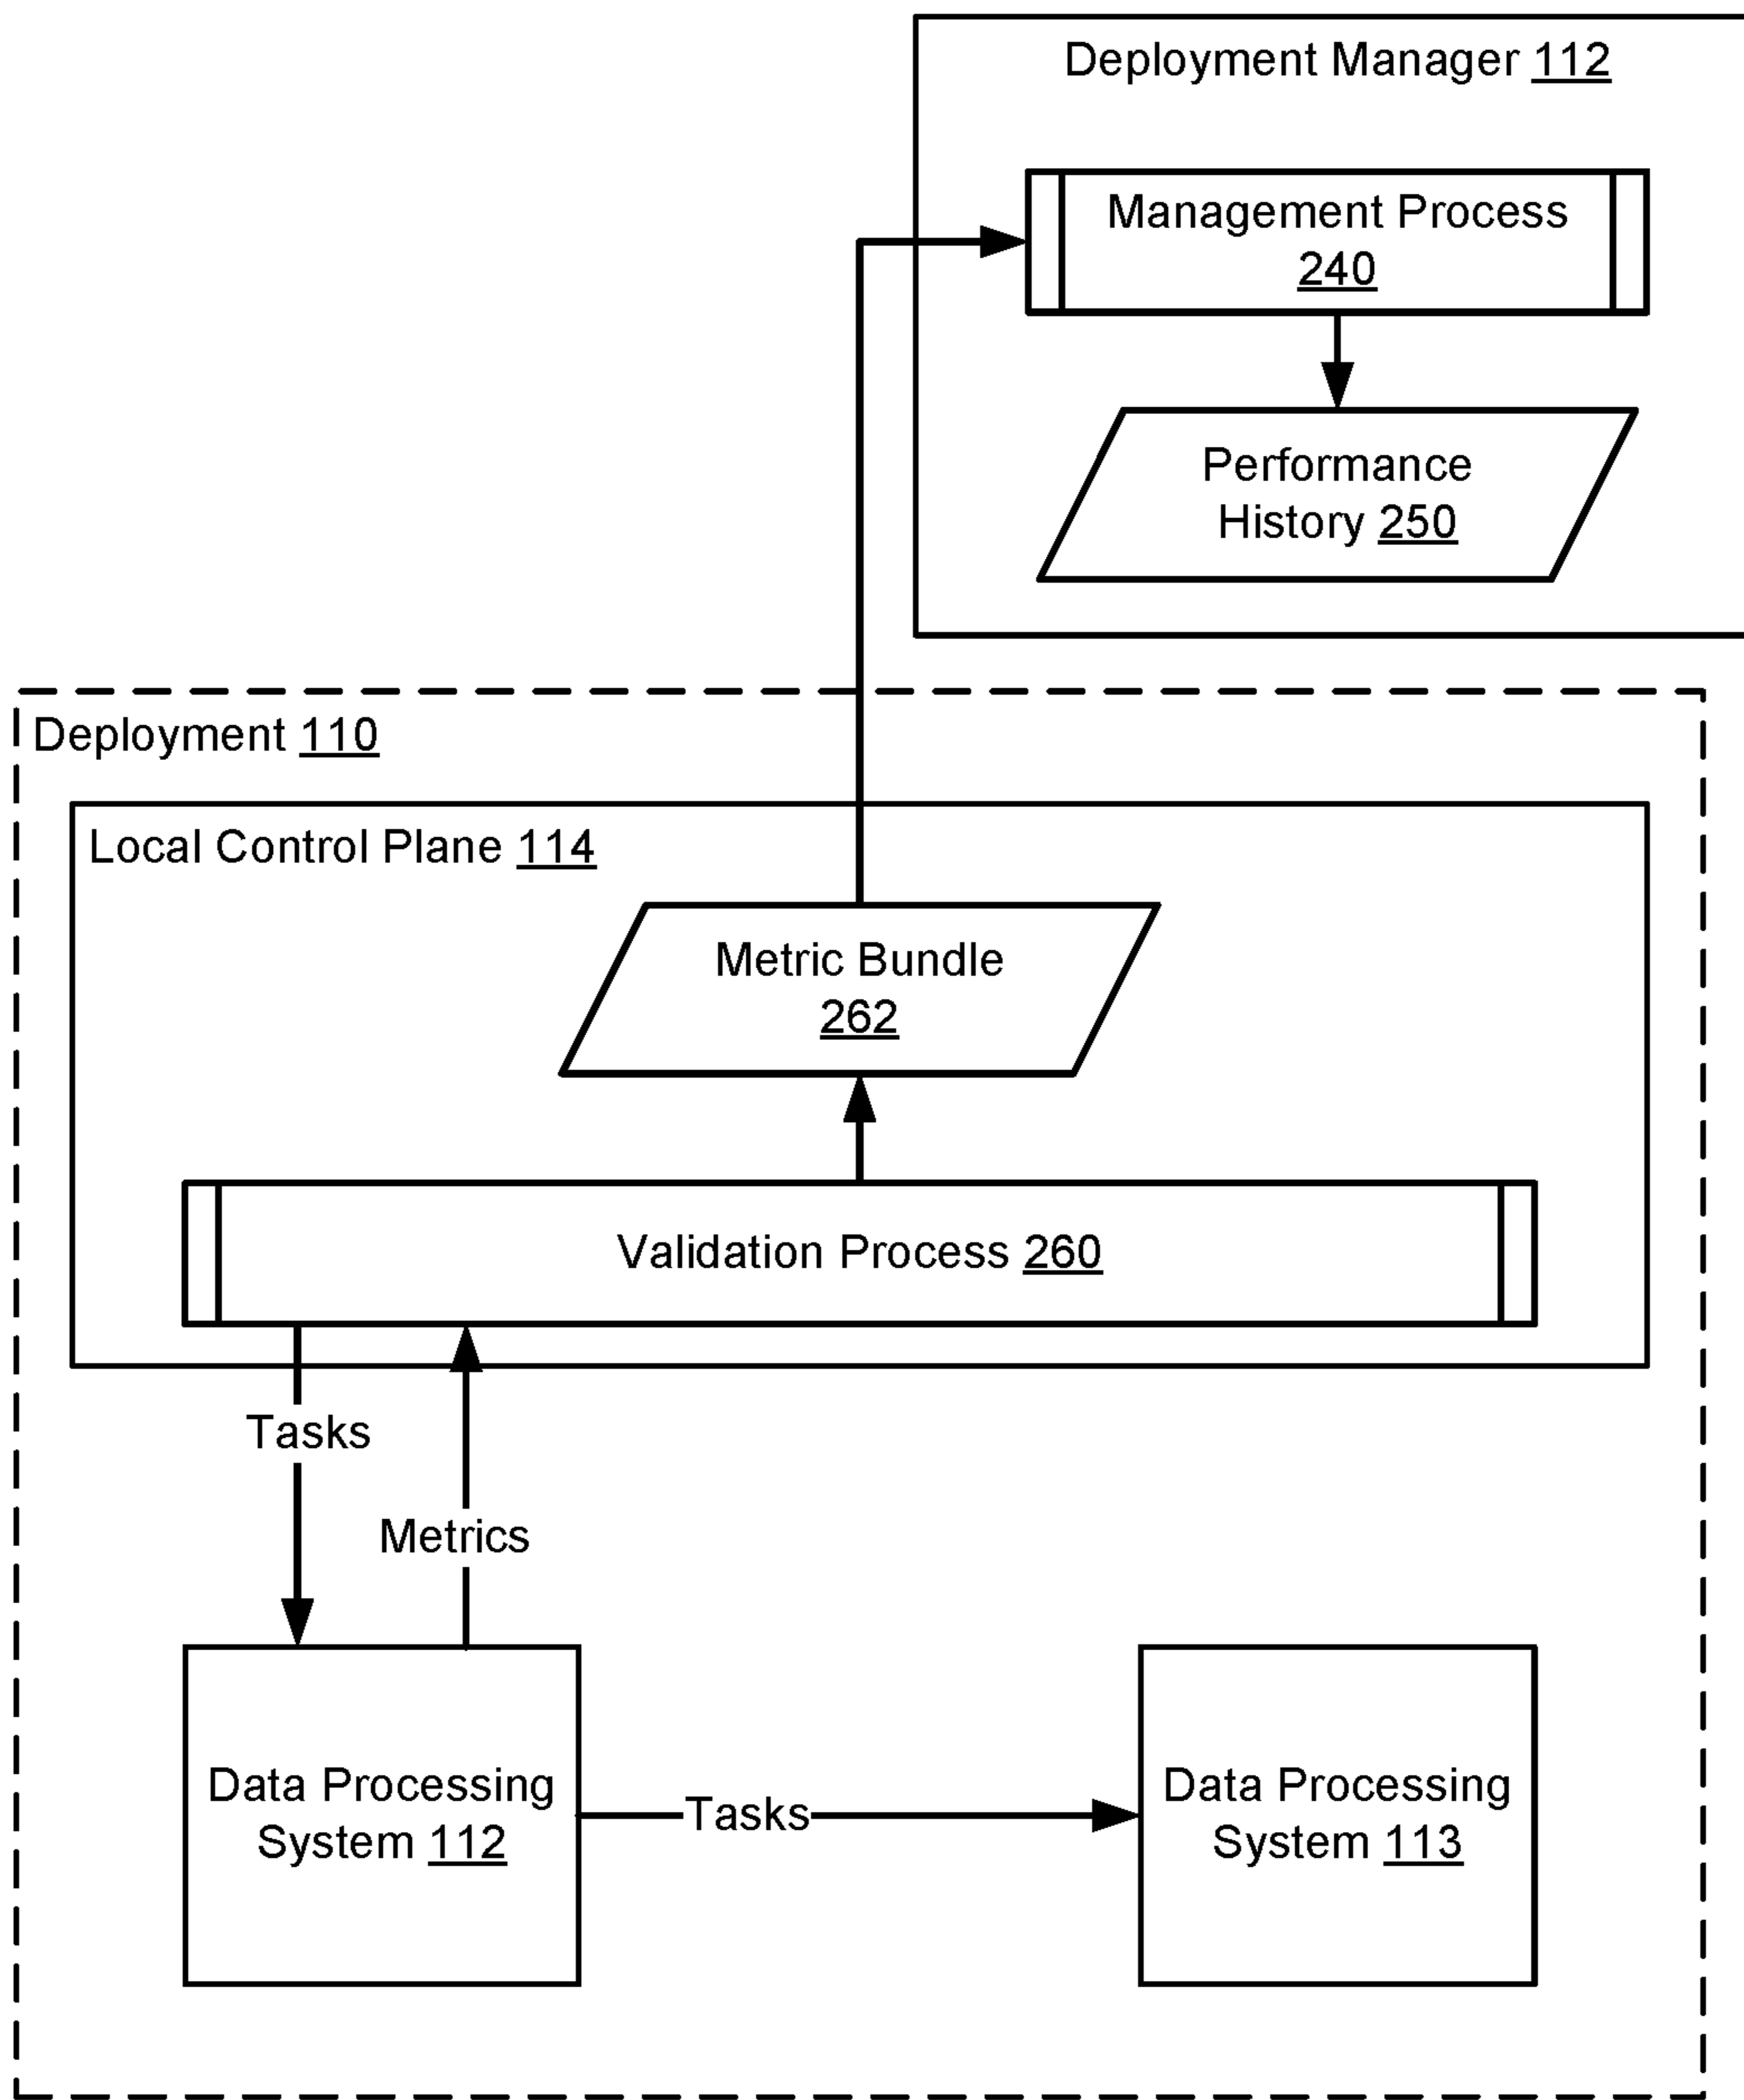 Deployment Manager 112
Management Process
240
Performance
History 250
Deployment 110
Local Control Plane 114
Metric Bundle
262
Validation Process 260
Tasks
Metrics
Data Processing
System 112
Tasks
Data Processing
System 113